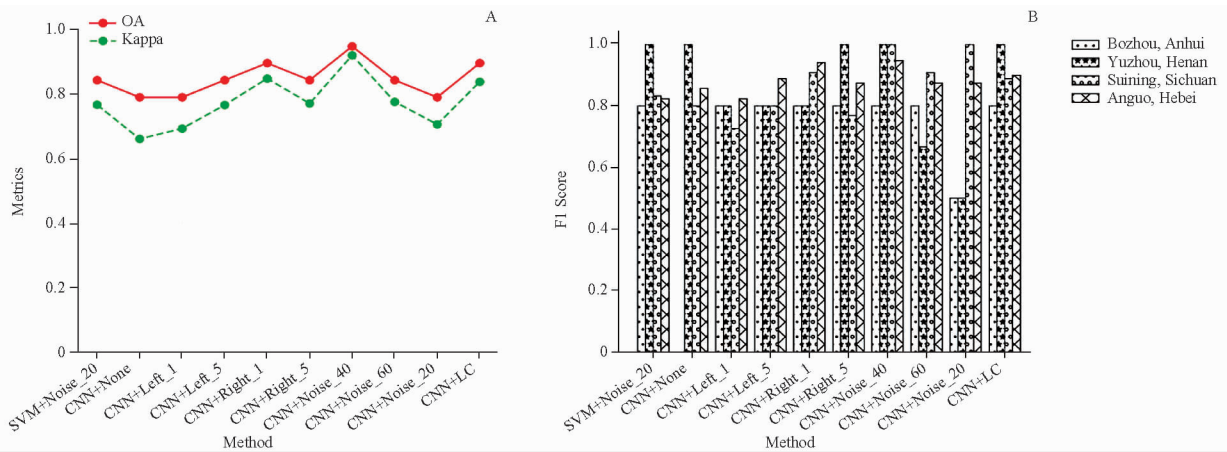 A
OA
Kappa
1.0
0.8
0.6
0.4
0.2
0
Metrics
SVM+Noise_20
CNN+None
CNN+Left_1
CNN+Left_5
CNN+Right_1
CNN+Right_5
CNN+Noise_40
CNN+Noise_60
CNN+Noise_20
CNN+LC
Method
B
1.0
0.8
0.6
0.4
0.2
0
F1 Score
SVM+Noise_20
CNN+None
CNN+Left_1
CNN+Left_5
CNN+Right_1
CNN+Right_5
CNN+Noise_40
CNN+Noise_60
CNN+Noise_20
CNN+LC
Method
Bozhou, Anhui
Yuzhou, Henan
Suining, Sichuan
Anguo, Hebei